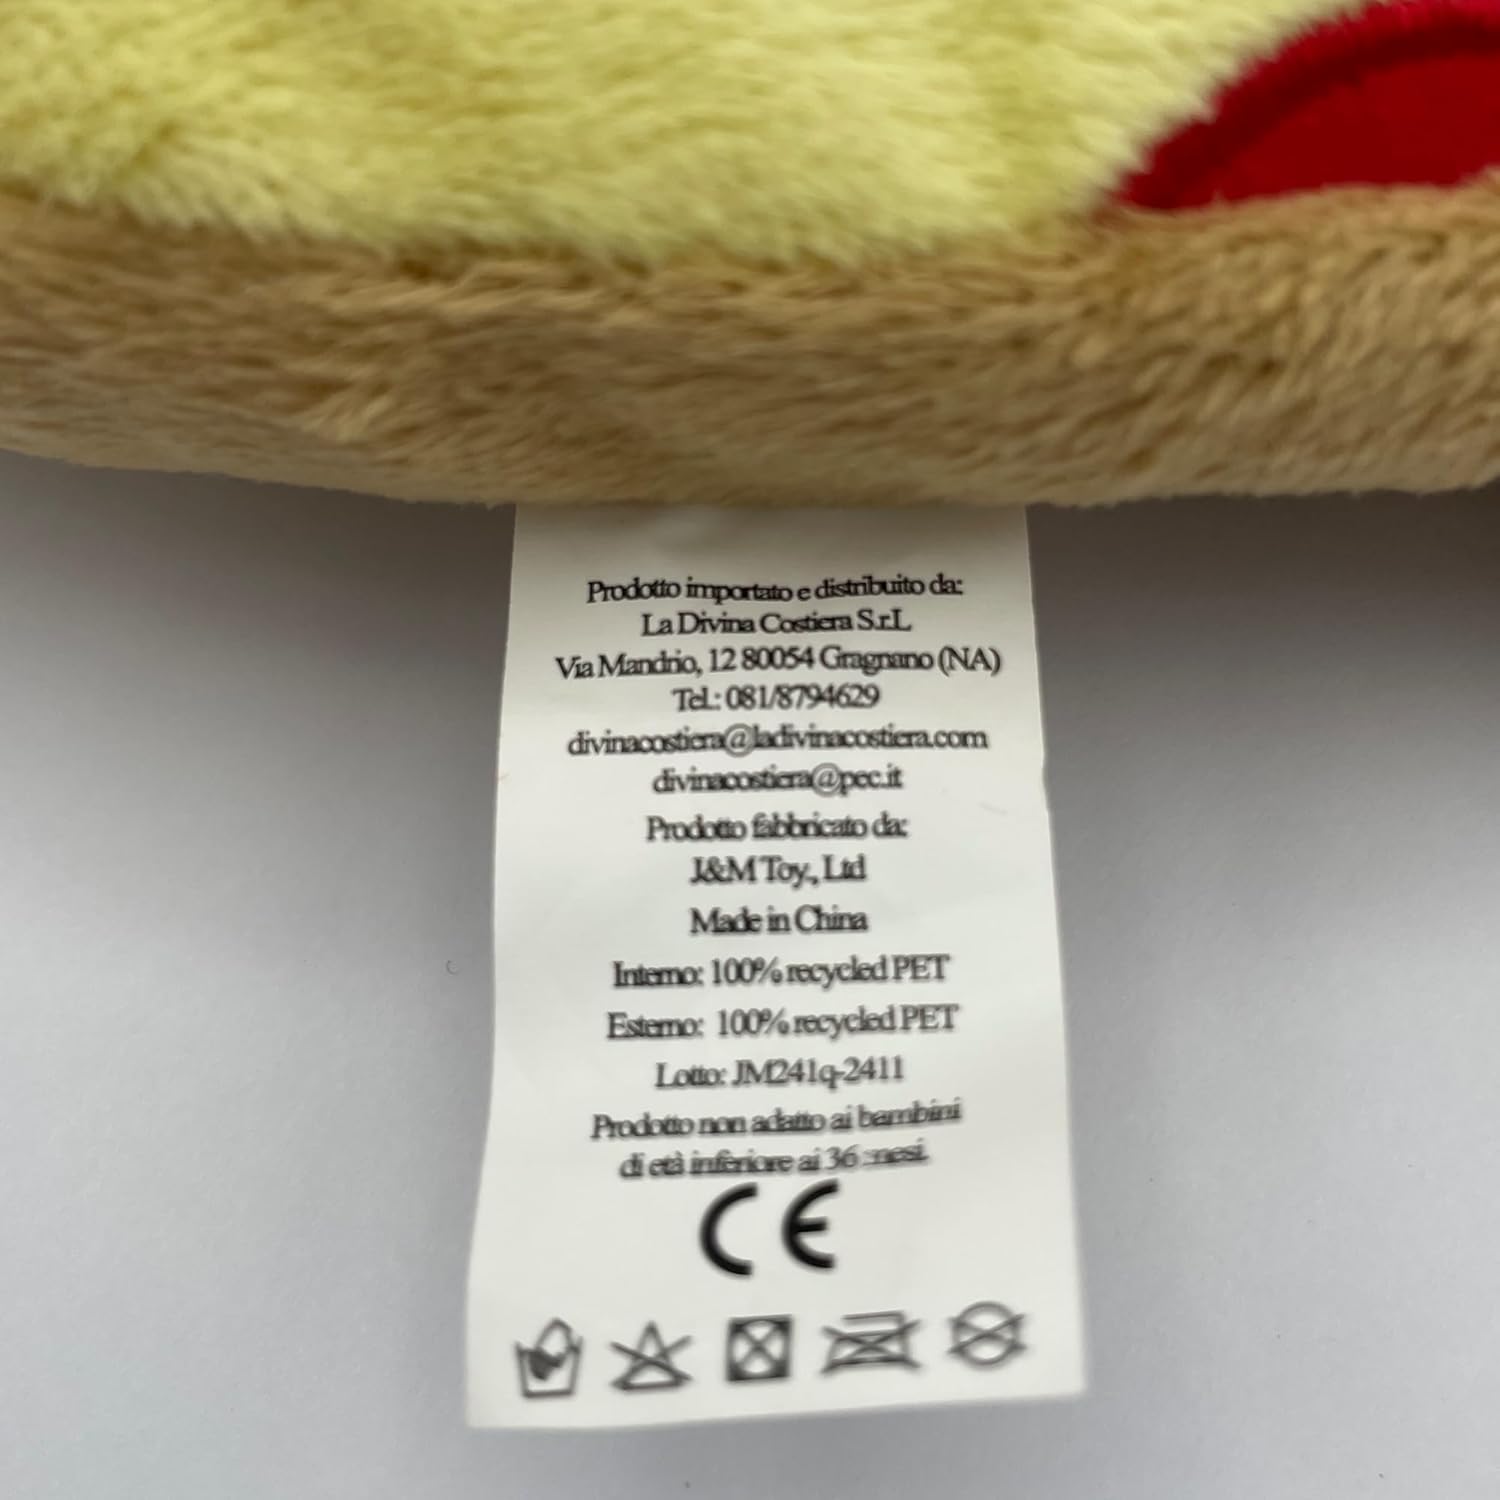 Prodotto importato e distribuito da:
La Divina Costiera S.r.L
Via Mandrio, 12 80054 Gragnano (NA)
Tel.: 081/8794629
divinacostiera@ladivinacostiera.com
divinacostiera@pec.it
Prodotto fabbricato da:
J&M Toy., Ltd
Made in China
Interno: 100% recycled PET
Esterno: 100% recycled PET
Lotto: JM241q-2411
Prodotto non adatto ai bambini
di età inferiore ai 36 mesi.
CE